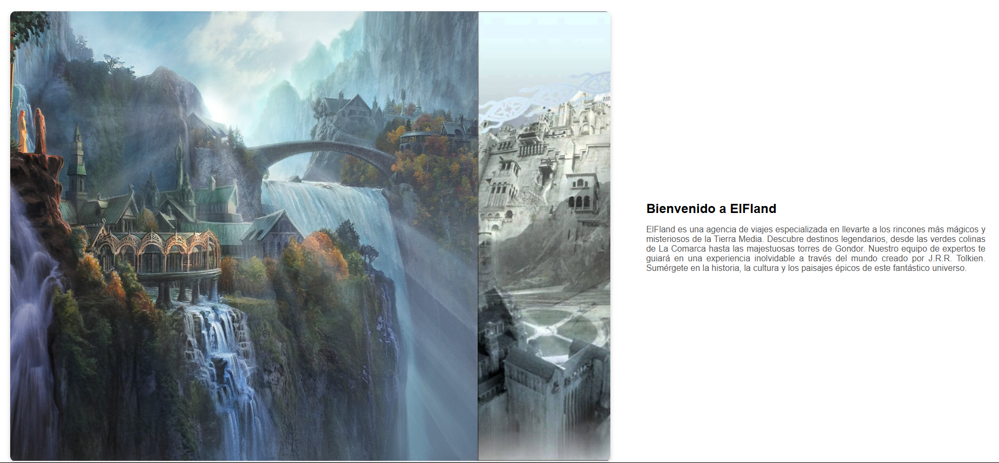 Bienvenido a ElFland
ElFland es una agencia de viajes especializada en llevarte a los rincones más mágicos y
misteriosos de la Tierra Media. Descubre destinos legendarios, desde las verdes colinas
de La Comarca hasta las majestuosas torres de Gondor. Nuestro equipo de expertos te
guiará en una experiencia inolvidable a través del mundo creado por J.R.R. Tolkien.
Sumérgete en la historia, la cultura y los paisajes épicos de este fantástico universo.